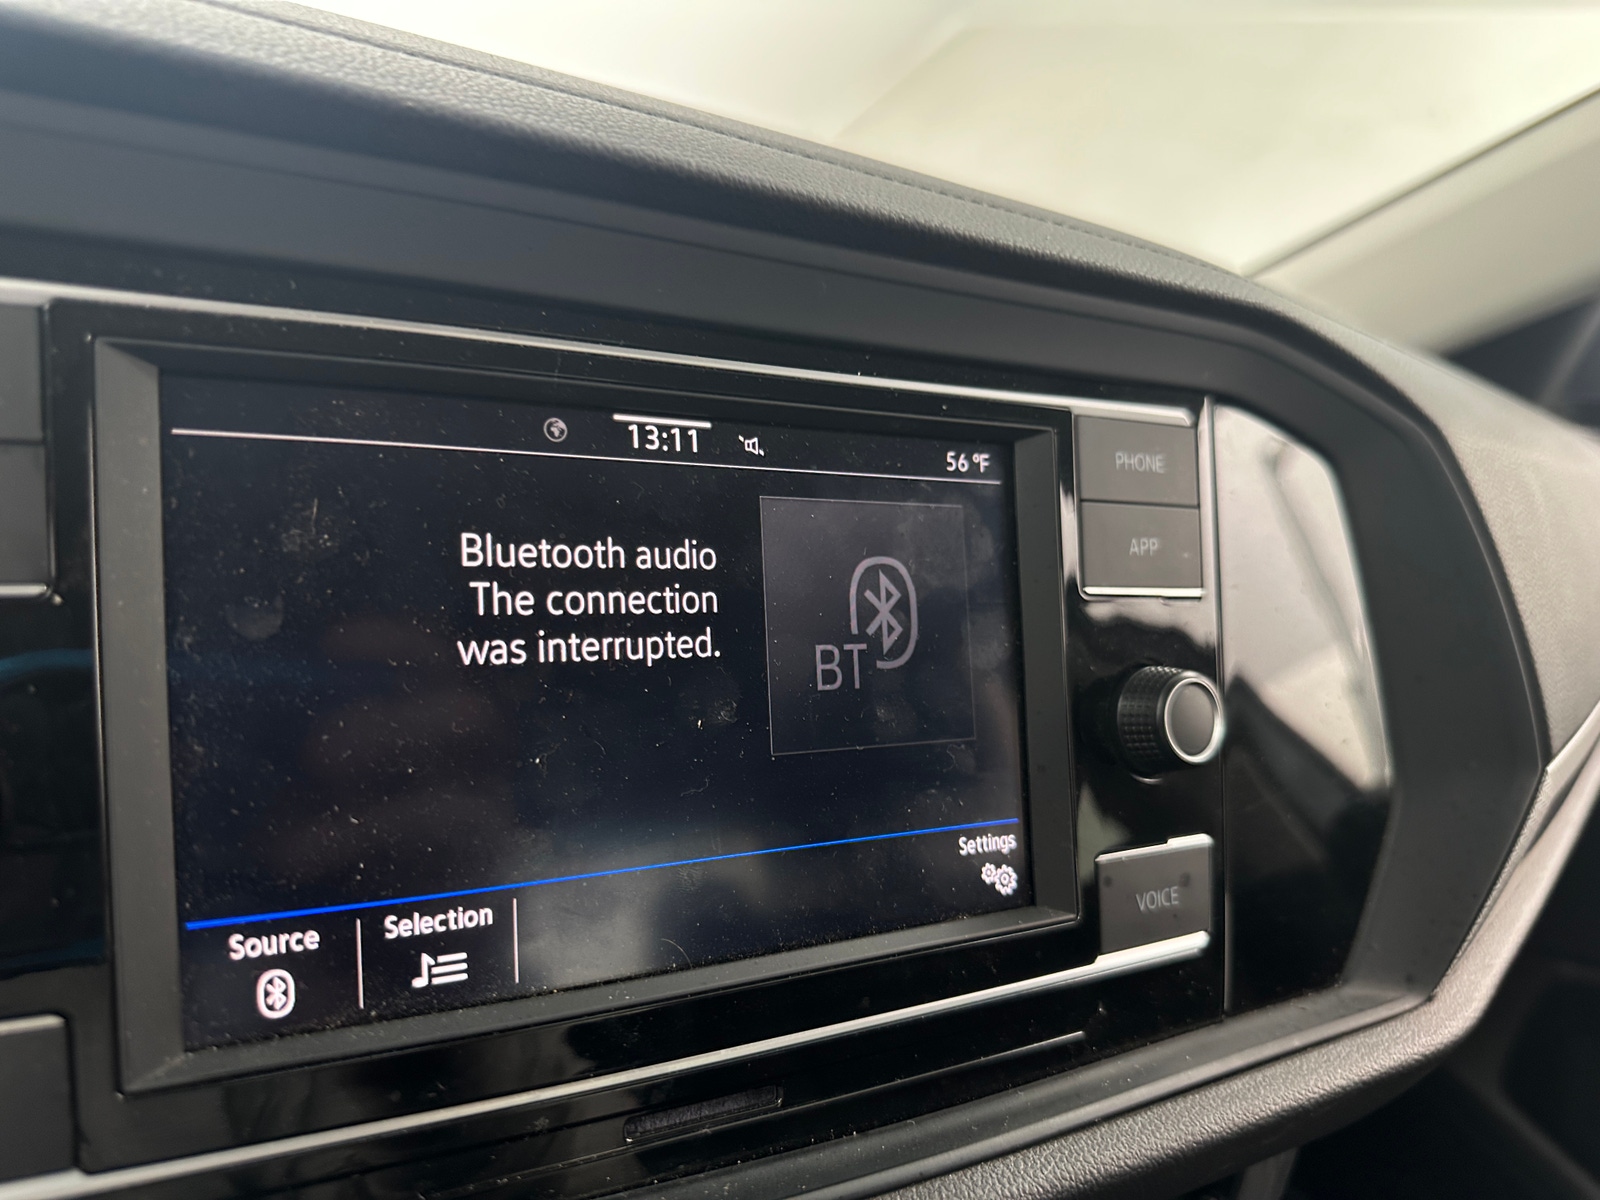 13:11
56 °F
Bluetooth audio
The connection
was interrupted.
BT
Settings
Source
Selection
PHONE
APP
VOICE